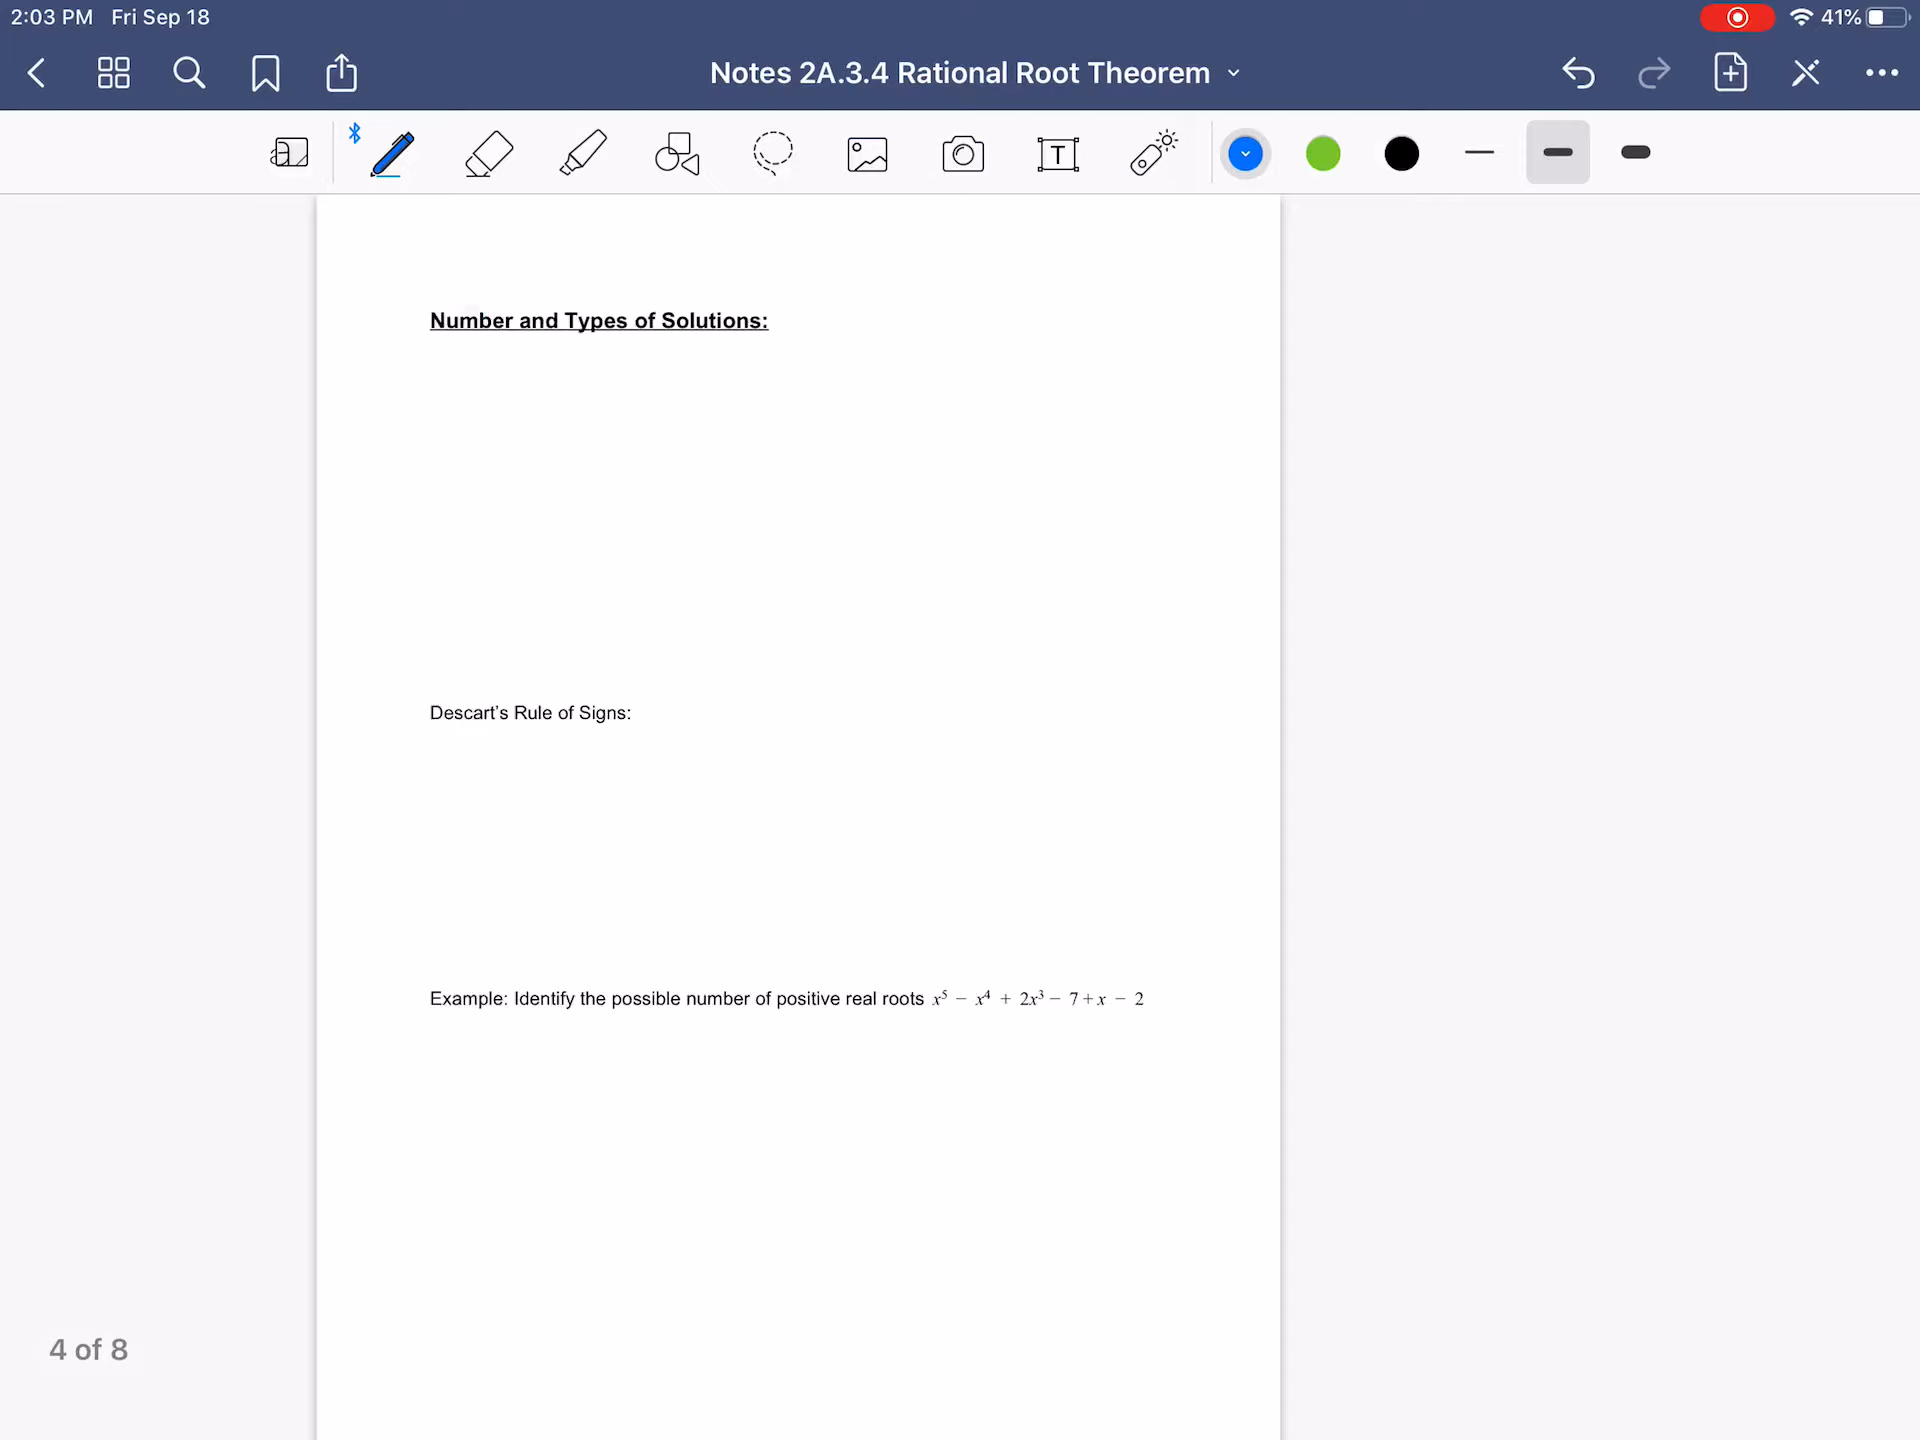 2:03 PM Fri Sep 18
41%
Notes 2A.3.4 Rational Root Theorem
a
T
Number and Types of Solutions:
Descart's Rule of Signs:
Example: Identify the possible number of positive real roots x⁵ − x⁴ + 2x³ − 7 + x − 2
4 of 8